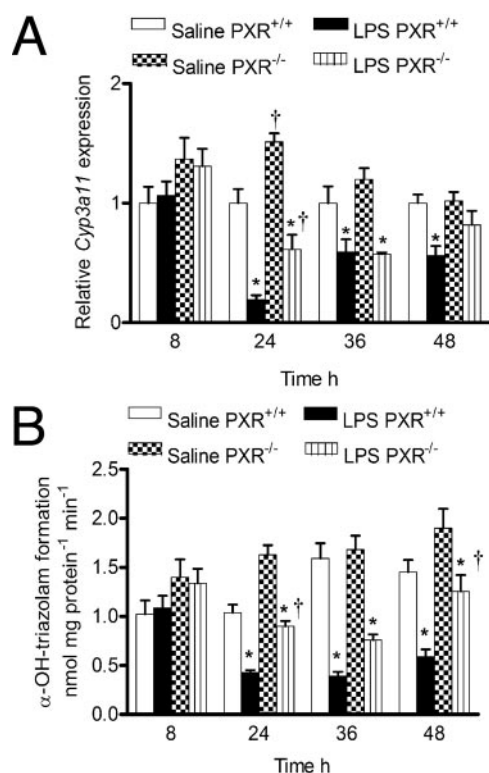 A
Saline PXR+/+ LPS PXR+/+
Saline PXR-/- LPS PXR-/-
Relative Cyp3a11 expression
2
1
0
†
* † * * *
*
8 24 36 48
Time h
B
Saline PXR+/+ LPS PXR+/+
Saline PXR-/- LPS PXR-/-
α-OH-triazolam formation
nmol mg protein-1 min-1
2.5
2.0
1.5
1.0
0.5
0.0
* †
* †
* * * *
8 24 36 48
Time h